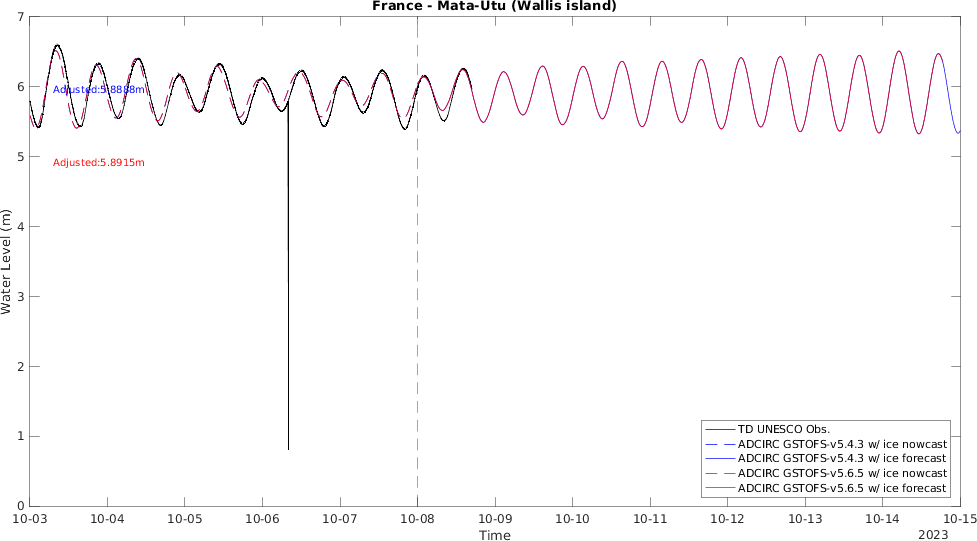 France - Mata-Utu (Wallis island)
7
6
5
4
3
2
1
0
Water Level (m)
Adjusted:5.8888m
Adjusted:5.8915m
TD UNESCO Obs.
ADCIRC GSTOFS-v5.4.3 w/ ice nowcast
ADCIRC GSTOFS-v5.4.3 w/ ice forecast
ADCIRC GSTOFS-v5.6.5 w/ ice nowcast
ADCIRC GSTOFS-v5.6.5 w/ ice forecast
10-03 10-04 10-05 10-06 10-07 10-08 10-09 10-10 10-11 10-12 10-13 10-14 10-15
Time
2023